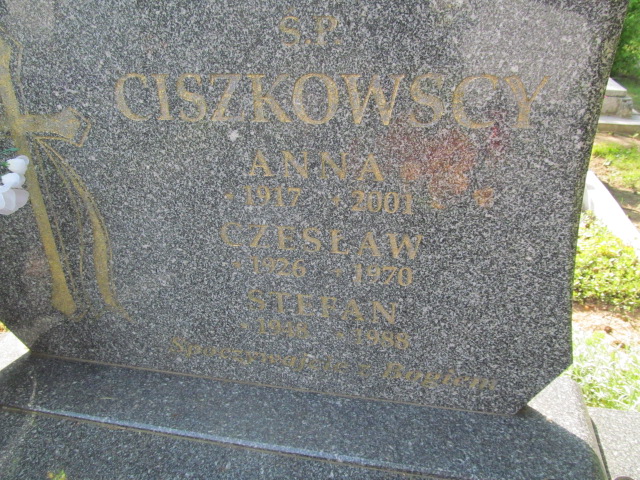 Ś.P.
CISZKOWSCY
ANNA
* 1917 + 2001
CZESŁAW
* 1926 + 1970
STEFAN
* 1946 + 1988
Spoczywajcie z Bogiem